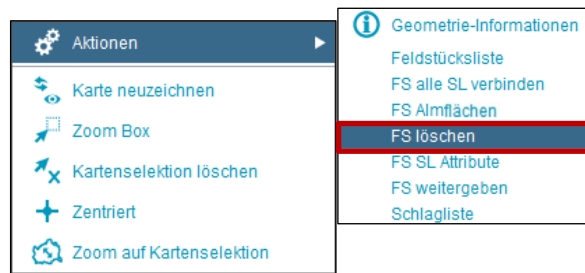 Aktionen
Karte neuzeichnen
Zoom Box
Kartenselektion löschen
Zentriert
Zoom auf Kartenselektion
Geometrie-Informationen
Feldstücksliste
FS alle SL verbinden
FS Almflächen
FS löschen
FS SL Attribute
FS weitergeben
Schlagliste